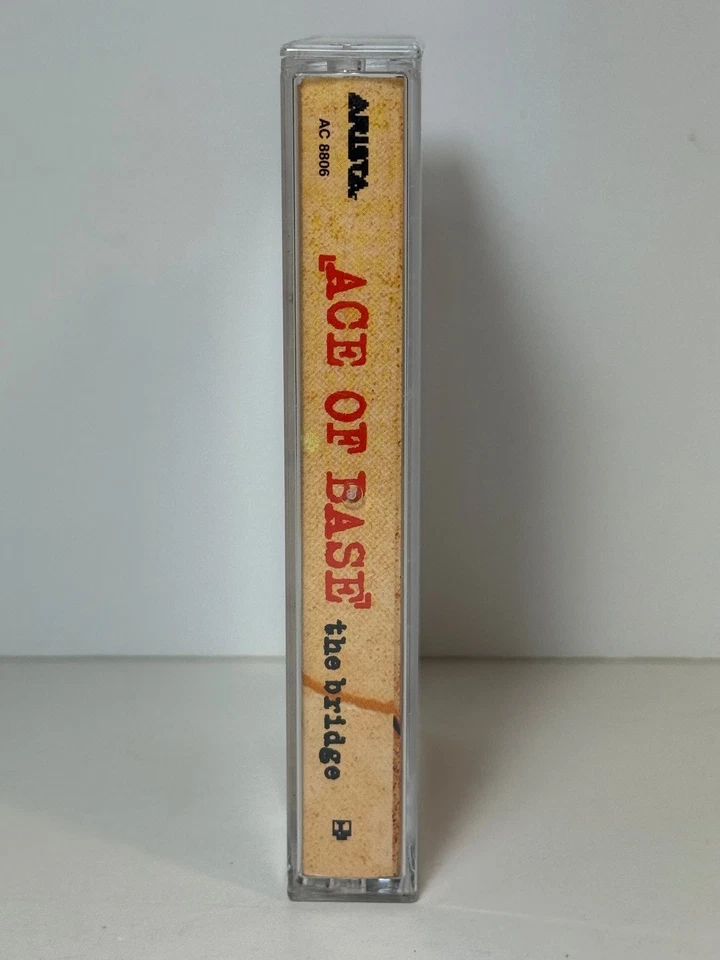 ARISTA
AC 8806
[ACE OF BASE]
the bridge